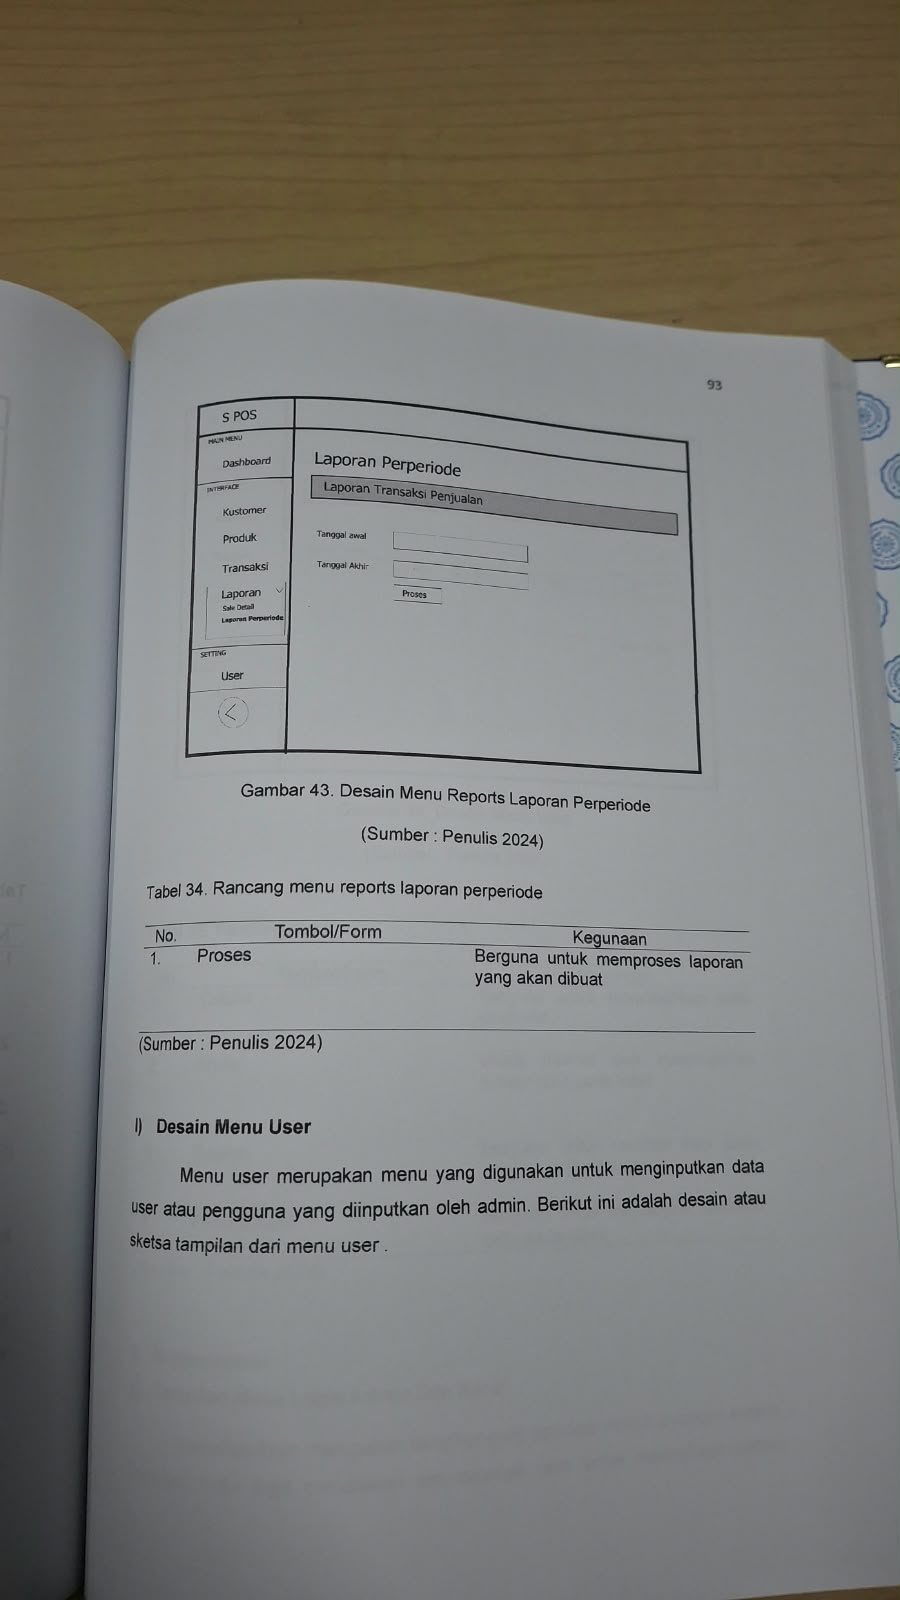 93
S POS
MAIN MENU
Dashboard
INTERFACE
Kustomer
Produk
Transaksi
Laporan
Sale Detail
Laporan Perperiode
SETTING
User
Laporan Perperiode
Laporan Transaksi Penjualan
Tanggal awal
Tanggal Akhir
Proses
Gambar 43. Desain Menu Reports Laporan Perperiode
(Sumber : Penulis 2024)
Tabel 34. Rancang menu reports laporan perperiode
No. Tombol/Form Kegunaan
1. Proses Berguna untuk memproses laporan
yang akan dibuat
(Sumber : Penulis 2024)
l) Desain Menu User
Menu user merupakan menu yang digunakan untuk menginputkan data
user atau pengguna yang diinputkan oleh admin. Berikut ini adalah desain atau
sketsa tampilan dari menu user .